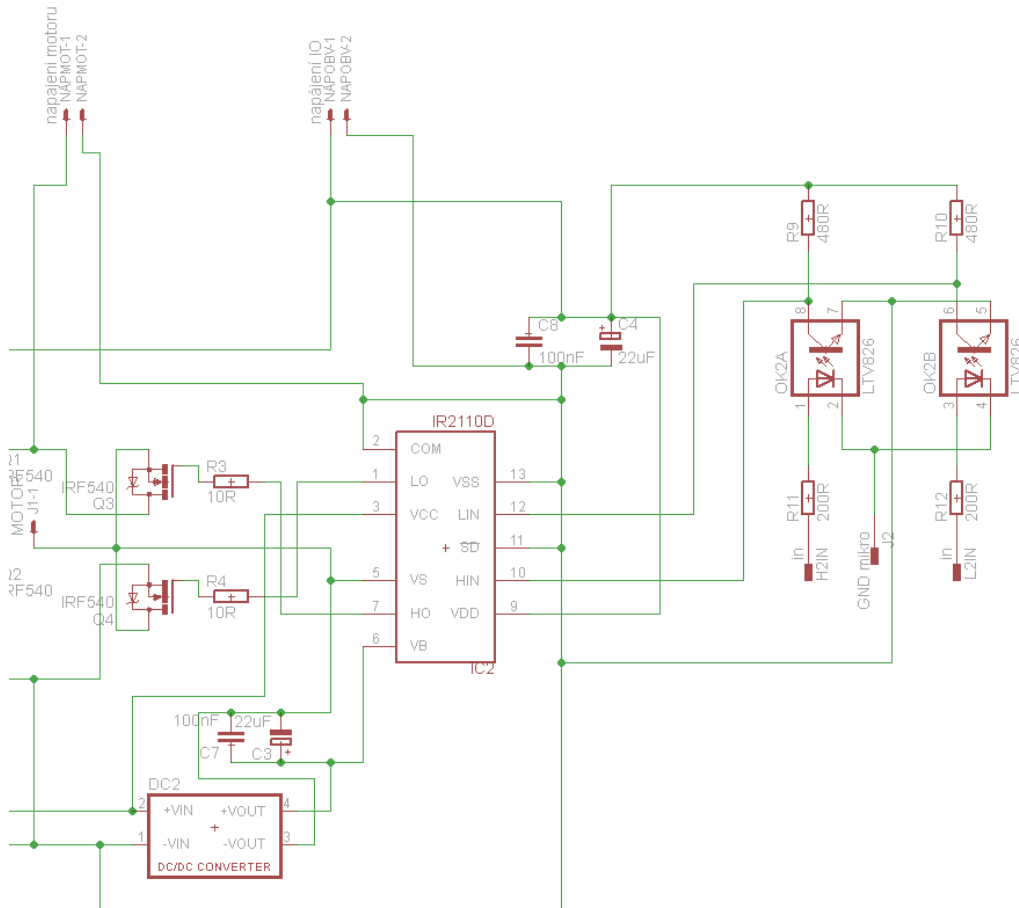 napájení motoru
NAPMOT-1
NAPMOT-2
napájení IO
NAPOBV-1
NAPOBV-2
R9
480R
R10
480R
C8
100nF
C4
22uF
8
7
OK2A
LTV826
1
2
6
5
OK2B
LTV826
3
4
IR2110D
2
COM
1
LO
3
VCC
5
VS
7
HO
6
VB
13
VSS
12
LIN
11
SD
10
HIN
9
VDD
IC2
MOTOR
J1-1
IRF540
Q3
R3
10R
IRF540
Q4
R4
10R
R11
200R
in
H2IN
GND mikro
J2
R12
200R
in
L2IN
100nF
C7
22uF
C3
DC2
2
+VIN
+VOUT
4
1
-VIN
-VOUT
3
DC/DC CONVERTER